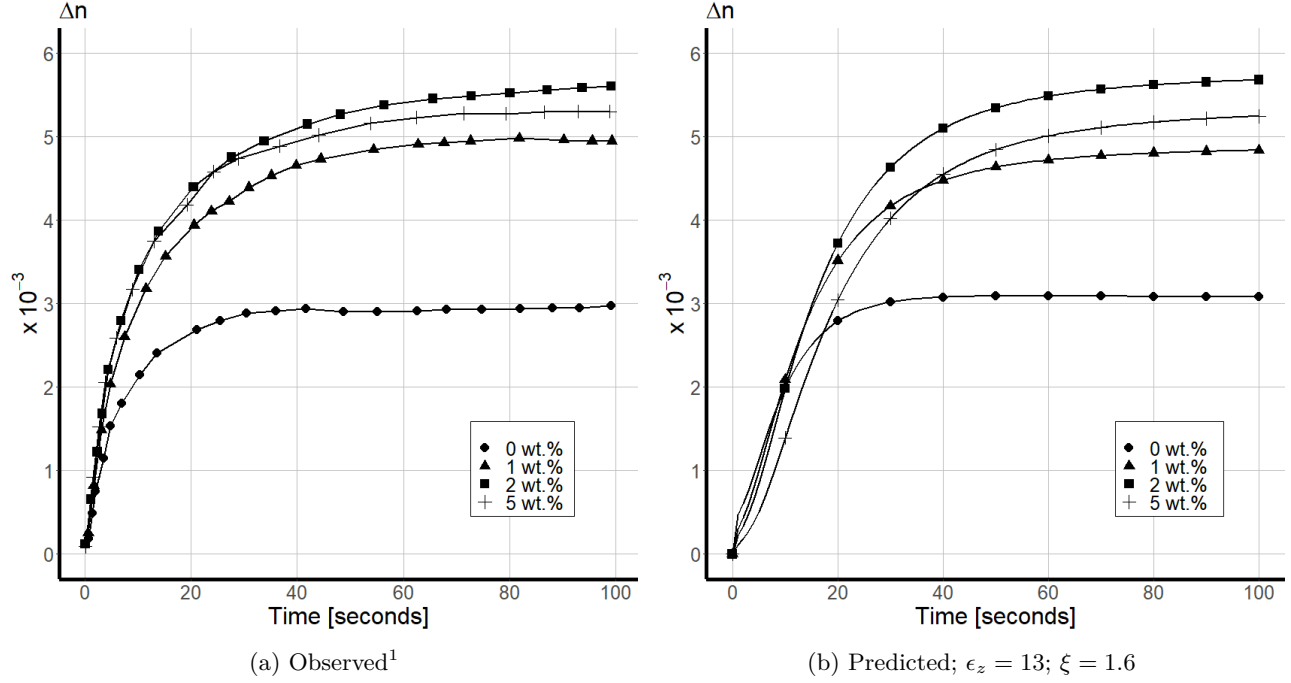 Δn
6
5
4
3
2
1
0
x 10⁻³
0 wt.%
1 wt.%
2 wt.%
5 wt.%
0 20 40 60 80 100
Time [seconds]
(a) Observed¹
Δn
6
5
4
3
2
1
0
x 10⁻³
0 wt.%
1 wt.%
2 wt.%
5 wt.%
0 20 40 60 80 100
Time [seconds]
(b) Predicted; ϵz = 13; ξ = 1.6